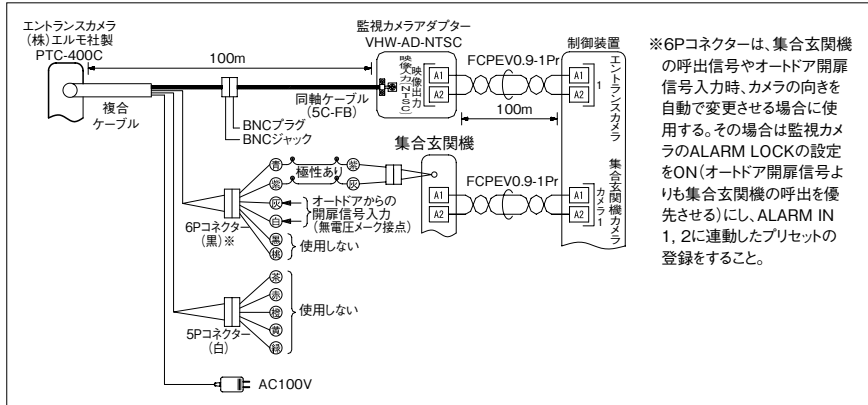 エントランスカメラ
(株)エルモ社製
PTC-400C
100m
複合
ケーブル
BNCプラグ
BNCジャック
同軸ケーブル
(5C-FB)
監視カメラアダプター
VHW-AD-NTSC
映像入力(NTSC)
映像出力
A1
A2
FCPEV0.9-1Pr
100m
制御装置
A1
A2
1
エントランスカメラ
集合玄関機
A1
A2
FCPEV0.9-1Pr
A1
A2
カメラ1
集合玄関機カメラ
6Pコネクター
(黒)※
青
紫
灰
白
黒
桃
極性あり
紫
灰
オートドアからの
開扉信号入力
(無電圧メーク接点)
使用しない
5Pコネクター
(白)
茶
赤
橙
黄
緑
使用しない
AC100V
※6Pコネクターは、集合玄関機
の呼出信号やオートドア開扉
信号入力時、カメラの向きを
自動で変更させる場合に
使用する。その場合は監視カメ
ラのALARM LOCKの設定
をON(オートドア開扉信号よ
りも集合玄関機の呼出を優
先させる)にし、ALARM IN
1, 2に連動したプリセットの
登録をすること。